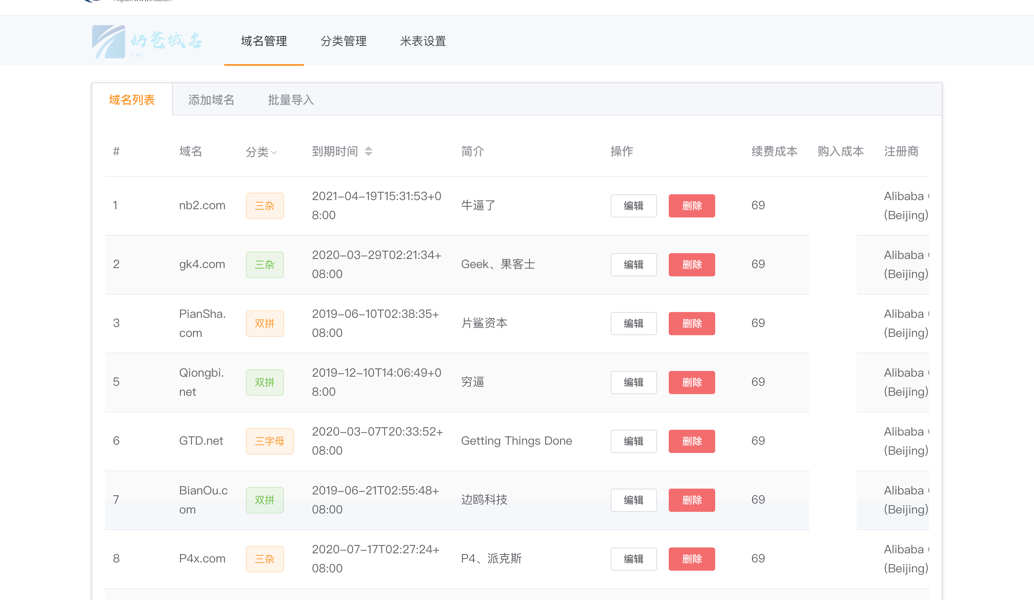 奶爸域名
域名管理 分类管理 米表设置
域名列表 添加域名 批量导入
# 域名 分类 到期时间 简介 操作 续费成本 购入成本 注册商
1 nb2.com 三杂 2021-04-19T15:31:53+0 牛逼了 编辑 删除 69 Alibaba
8:00 (Beijing)
2 gk4.com 三杂 2020-03-29T02:21:34+ Geek、果客士 编辑 删除 69 Alibaba
08:00 (Beijing)
3 PianSha. 双拼 2019-06-10T02:38:35+ 片鲨资本 编辑 删除 69 Alibaba
com 08:00 (Beijing)
5 Qiongbi. 双拼 2019-12-10T14:06:49+0 穷逼 编辑 删除 69 Alibaba
net 8:00 (Beijing)
6 GTD.net 三字母 2020-03-07T20:33:52+ Getting Things Done 编辑 删除 69 Alibaba
08:00 (Beijing)
7 BianOu.c 双拼 2019-06-21T02:55:48+ 边鸥科技 编辑 删除 69 Alibaba
om 08:00 (Beijing)
8 P4x.com 三杂 2020-07-17T02:27:24+ P4、派克斯 编辑 删除 69 Alibaba
08:00 (Beijing)